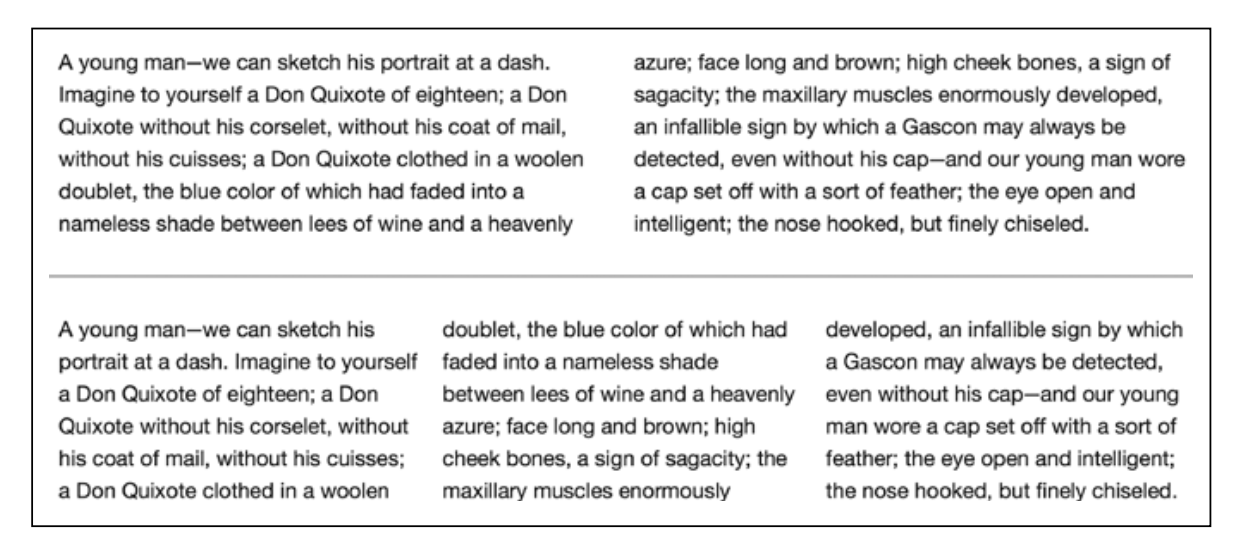 A young man—we can sketch his portrait at a dash.
Imagine to yourself a Don Quixote of eighteen; a Don
Quixote without his corselet, without his coat of mail,
without his cuisses; a Don Quixote clothed in a woolen
doublet, the blue color of which had faded into a
nameless shade between lees of wine and a heavenly
azure; face long and brown; high cheek bones, a sign of
sagacity; the maxillary muscles enormously developed,
an infallible sign by which a Gascon may always be
detected, even without his cap—and our young man wore
a cap set off with a sort of feather; the eye open and
intelligent; the nose hooked, but finely chiseled.
A young man—we can sketch his
portrait at a dash. Imagine to yourself
a Don Quixote of eighteen; a Don
Quixote without his corselet, without
his coat of mail, without his cuisses;
a Don Quixote clothed in a woolen
doublet, the blue color of which had
faded into a nameless shade
between lees of wine and a heavenly
azure; face long and brown; high
cheek bones, a sign of sagacity; the
maxillary muscles enormously
developed, an infallible sign by which
a Gascon may always be detected,
even without his cap—and our young
man wore a cap set off with a sort of
feather; the eye open and intelligent;
the nose hooked, but finely chiseled.